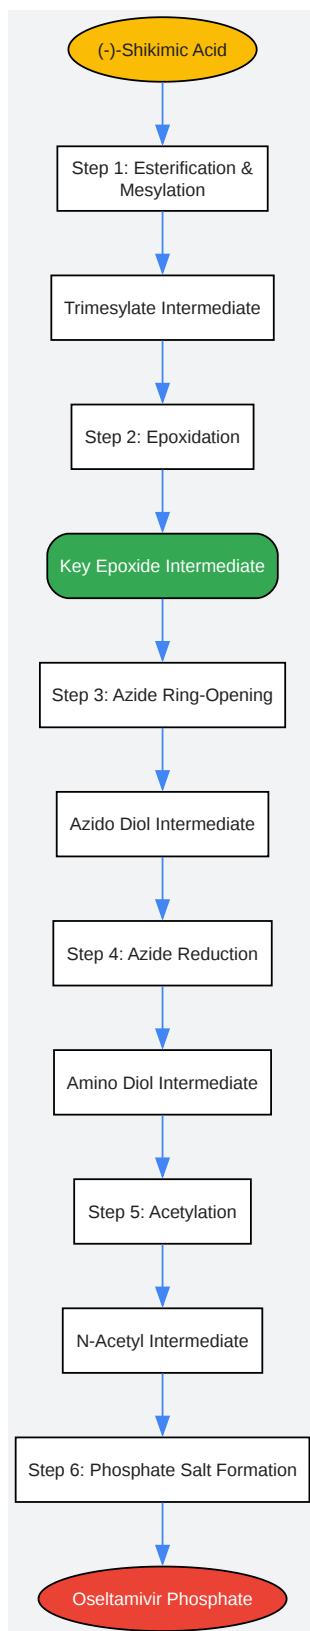 (-)-Shikimic Acid
Step 1: Esterification &
Mesylation
Trimesylate Intermediate
Step 2: Epoxidation
Key Epoxide Intermediate
Step 3: Azide Ring-Opening
Azido Diol Intermediate
Step 4: Azide Reduction
Amino Diol Intermediate
Step 5: Acetylation
N-Acetyl Intermediate
Step 6: Phosphate Salt Formation
Oseltamivir Phosphate